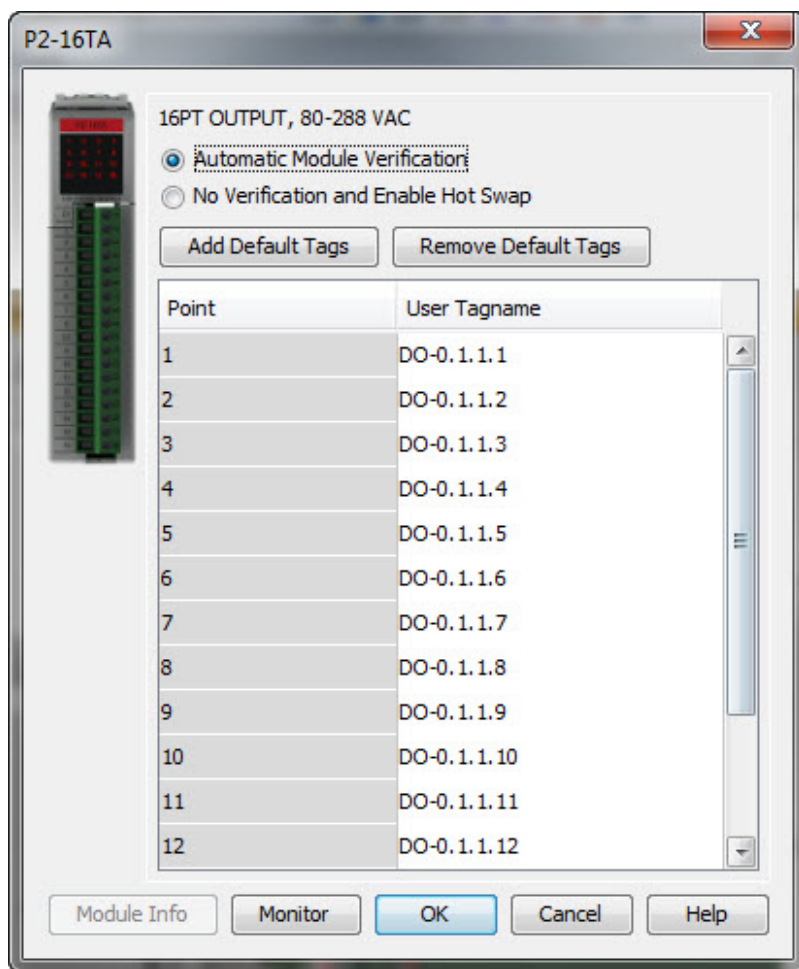 P2-16TA
16PT OUTPUT, 80-288 VAC
Automatic Module Verification
No Verification and Enable Hot Swap
Add Default Tags Remove Default Tags
Point User Tagname
1 DO-0.1.1.1
2 DO-0.1.1.2
3 DO-0.1.1.3
4 DO-0.1.1.4
5 DO-0.1.1.5
6 DO-0.1.1.6
7 DO-0.1.1.7
8 DO-0.1.1.8
9 DO-0.1.1.9
10 DO-0.1.1.10
11 DO-0.1.1.11
12 DO-0.1.1.12
Module Info Monitor OK Cancel Help